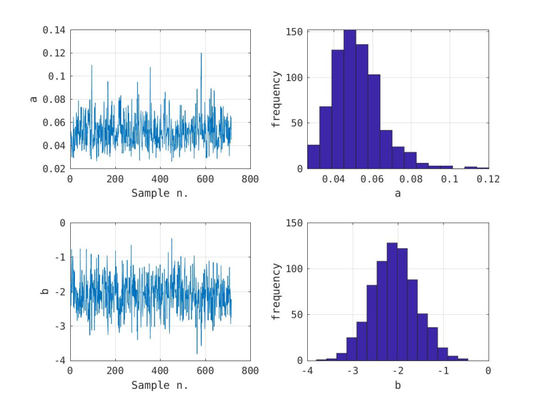 0.14
0.12
0.1
0.08
0.06
0.04
0.02
a
0 200 400 600 800
Sample n.
150
100
50
0
frequency
0.04 0.06 0.08 0.1 0.12
a
0
-1
-2
-3
-4
b
0 200 400 600 800
Sample n.
150
100
50
0
frequency
-4 -3 -2 -1 0
b